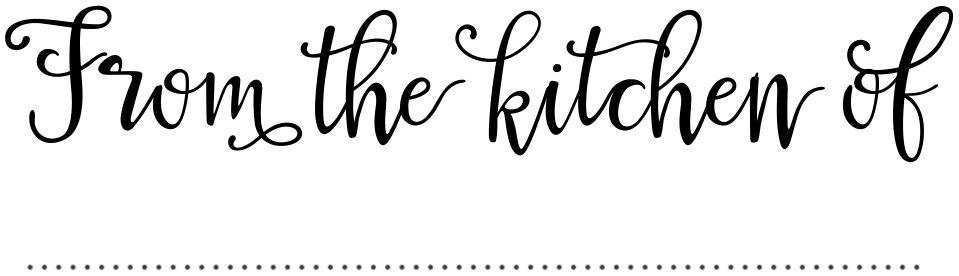 From the kitchen of